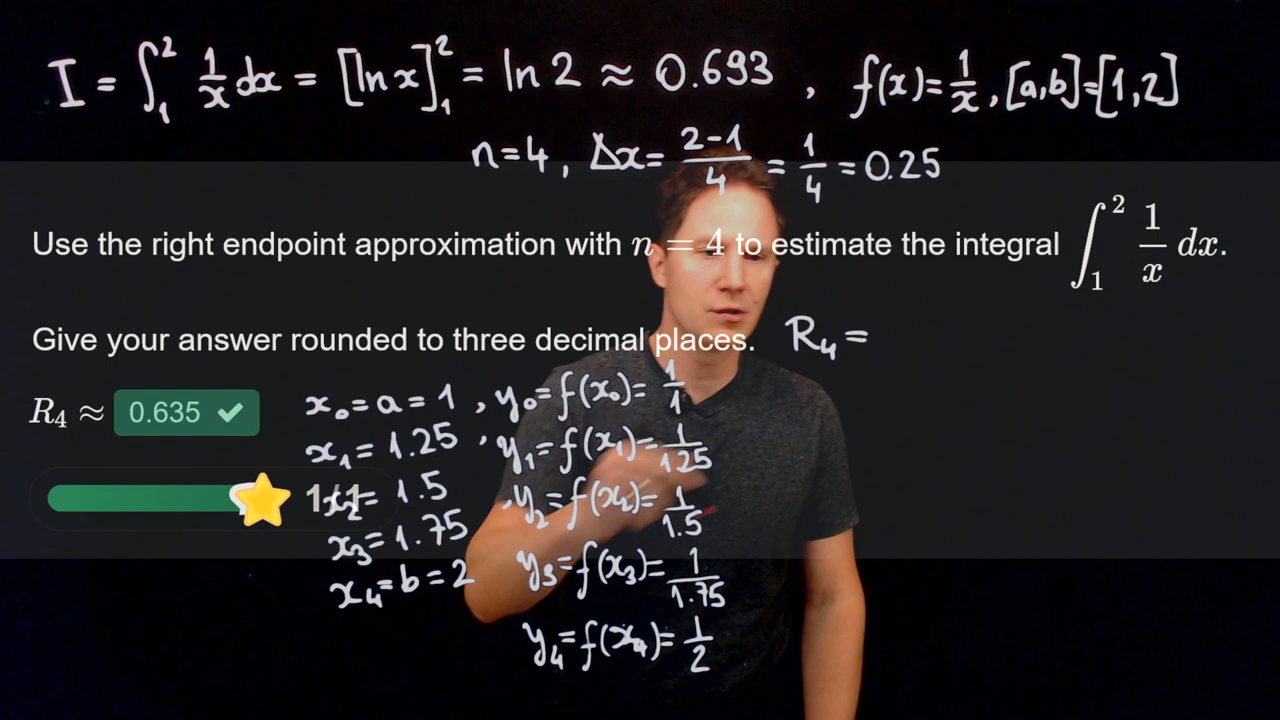 I = ∫₁² 1/x dx = [ln x]₁² = ln 2 ≈ 0.693 , f(x)=1/x, [a,b]=[1,2]
n=4, Δx= (2-1)/4 = 1/4 = 0.25
Use the right endpoint approximation with n = 4 to estimate the integral ∫₁² 1/x dx.
Give your answer rounded to three decimal places. R₄ =
R₄ ≈ 0.635 ✔
x₀ = a = 1 , y₀ = f(x₀) = 1/1
x₁ = 1.25 , y₁ = f(x₁) = 1/1.25
1/1
x₂ = 1.5 , y₂ = f(x₂) = 1/1.5
x₃ = 1.75 y₃ = f(x₃) = 1/1.75
x₄ = b = 2 y₄ = f(x₄) = 1/2